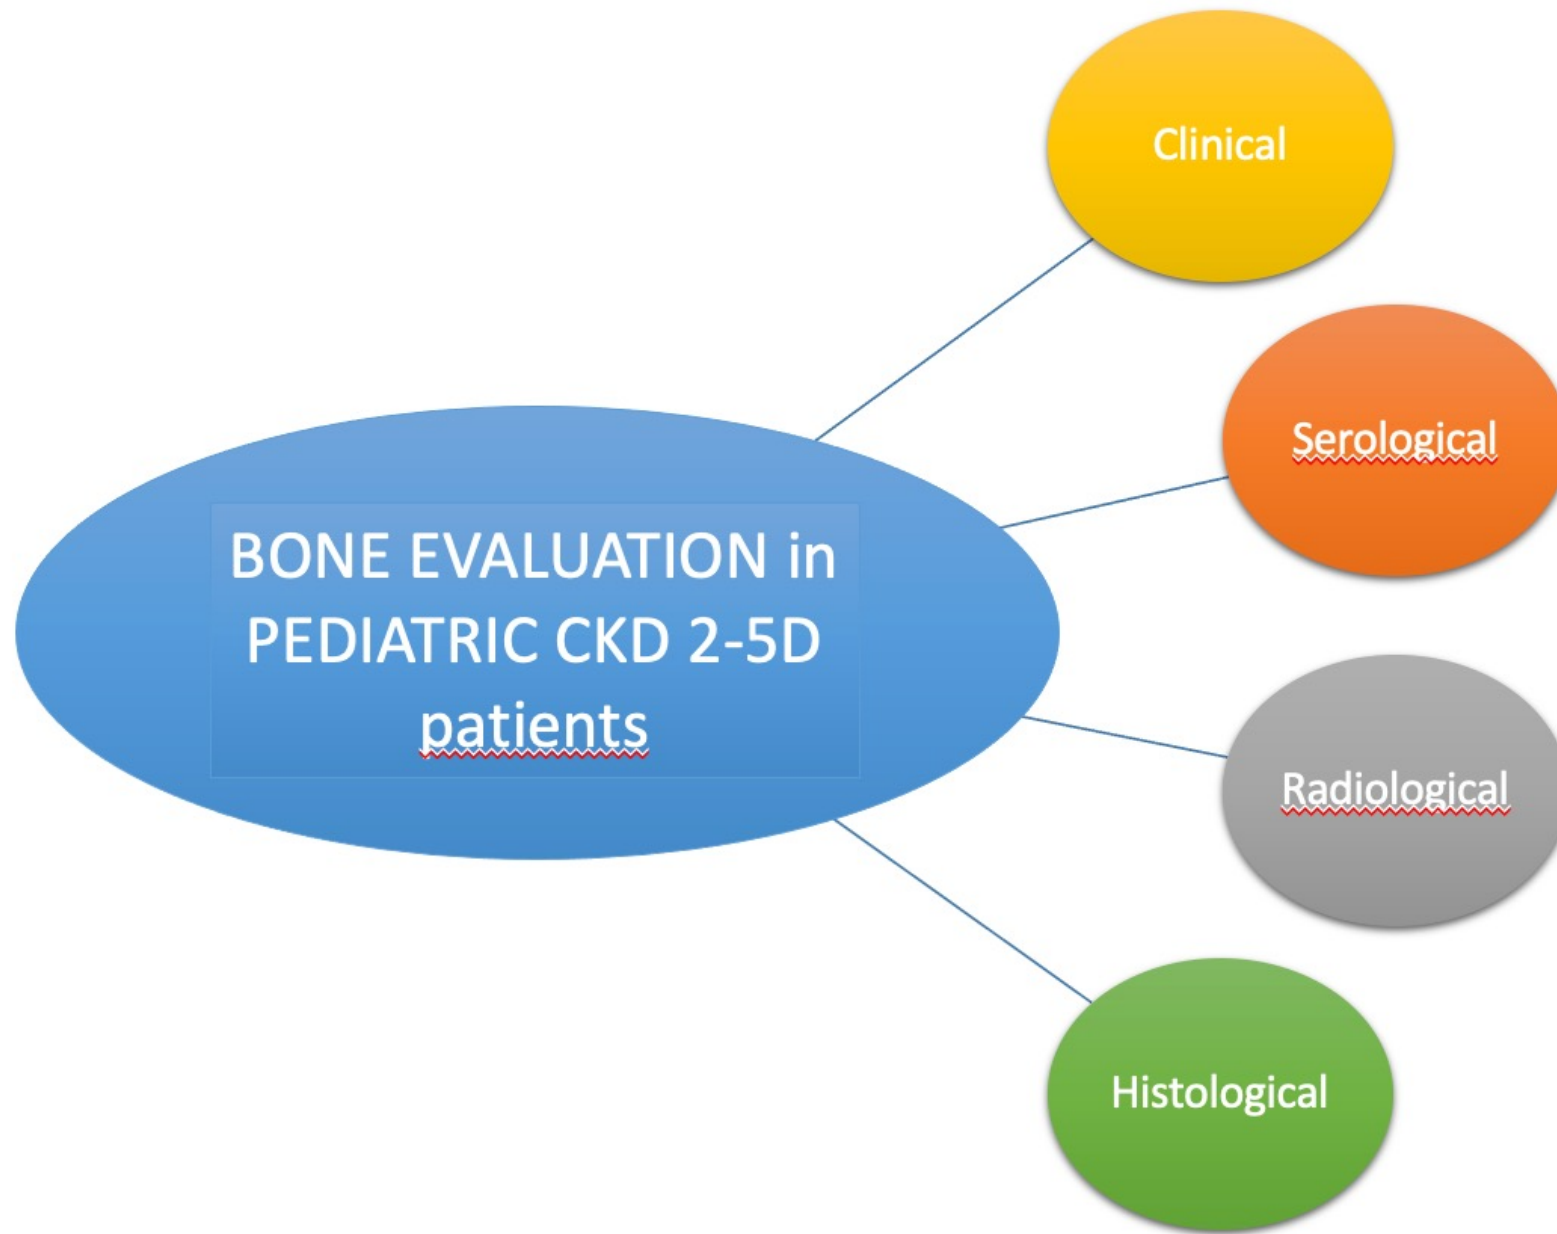 Clinical
Serological
BONE EVALUATION in
PEDIATRIC CKD 2-5D
patients
Radiological
Histological